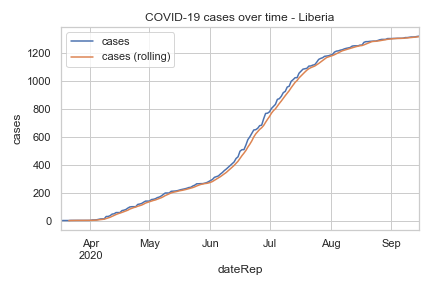 COVID-19 cases over time - Liberia
cases
cases (rolling)
1200
1000
800
600
400
200
0
cases
Apr
2020
May
Jun
Jul
Aug
Sep
dateRep